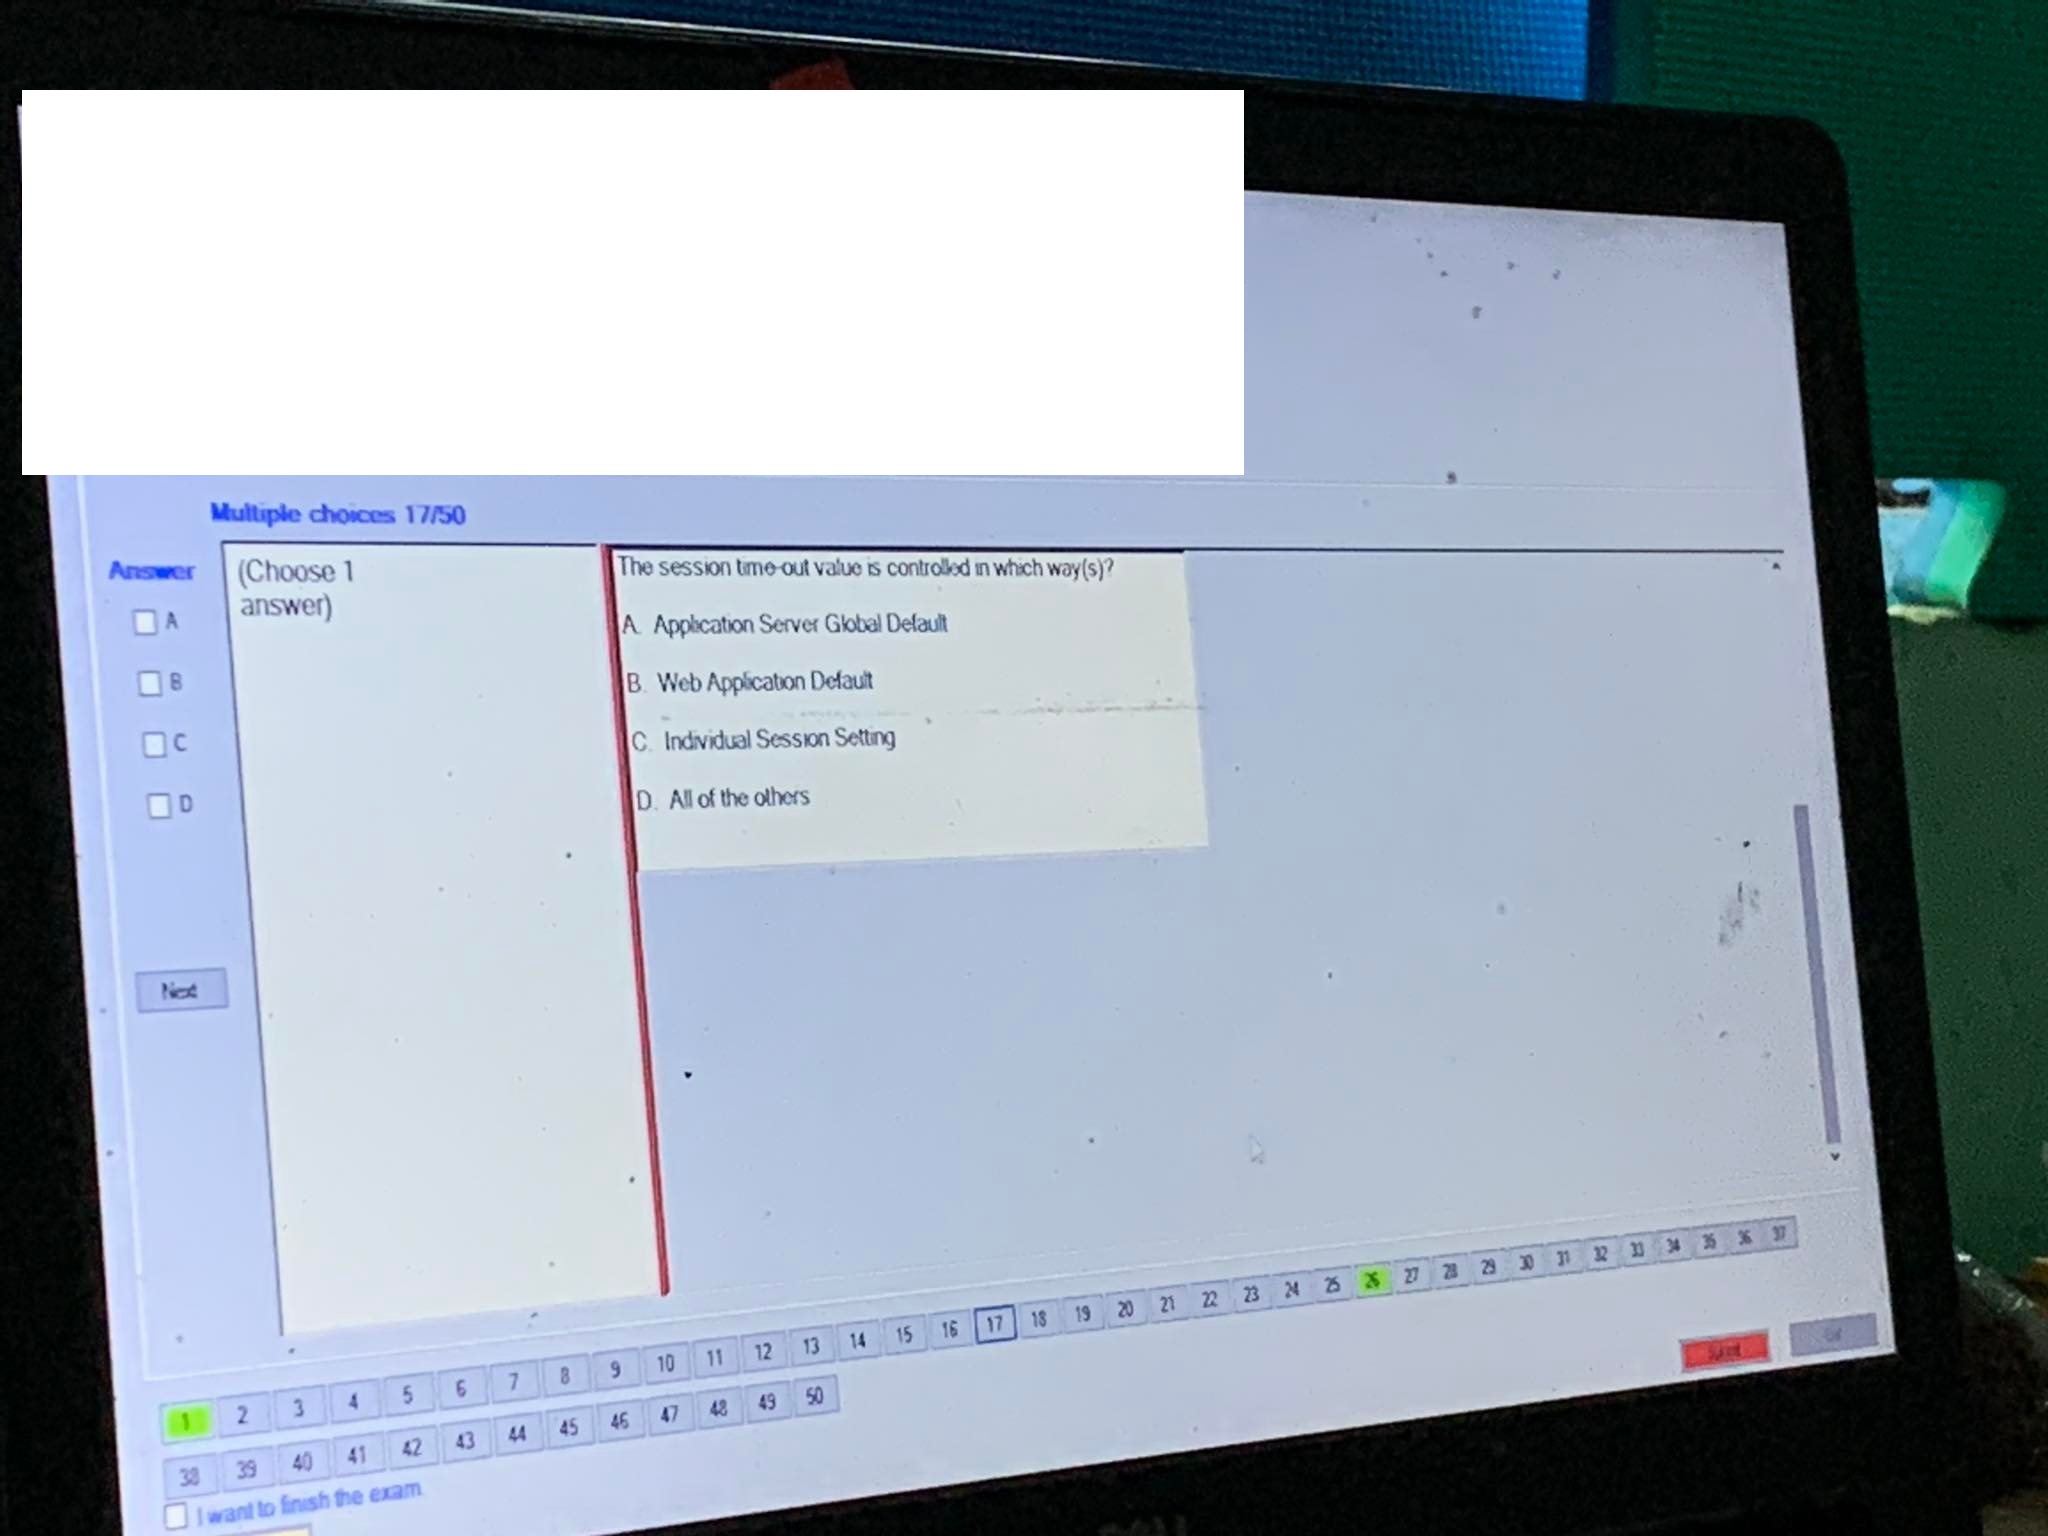 Multiple choices 17/50
Answer
(Choose 1
answer)
A
B
C
D
The session time-out value is controlled in which way(s)?
A. Application Server Global Default
B. Web Application Default
C. Individual Session Setting
D. All of the others
Next
1 2 3 4 5 6 7 8 9 10 11 12 13 14 15 16 17 18 19 20 21 22 23 24 25 26 27 28 29 30 31 32 33 34 35 36 37
38 39 40 41 42 43 44 45 46 47 48 49 50
I want to finish the exam